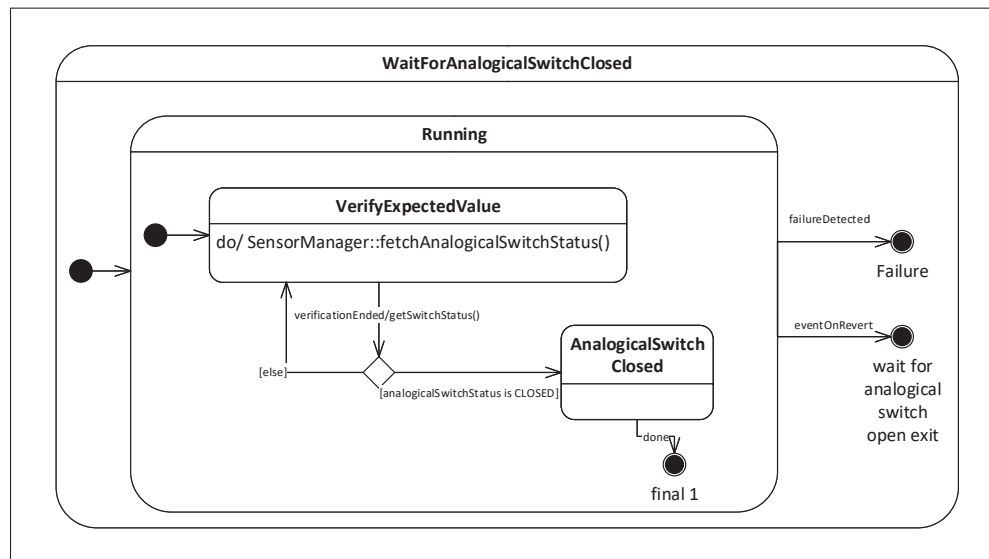 WaitForAnalogicalSwitchClosed
Running
VerifyExpectedValue
do/ SensorManager::fetchAnalogicalSwitchStatus()
failureDetected
Failure
verificationEnded/getSwitchStatus()
eventOnRevert
AnalogicalSwitch
Closed
[else]
[analogicalSwitchStatus is CLOSED]
wait for
analogical
switch
open exit
done
final 1